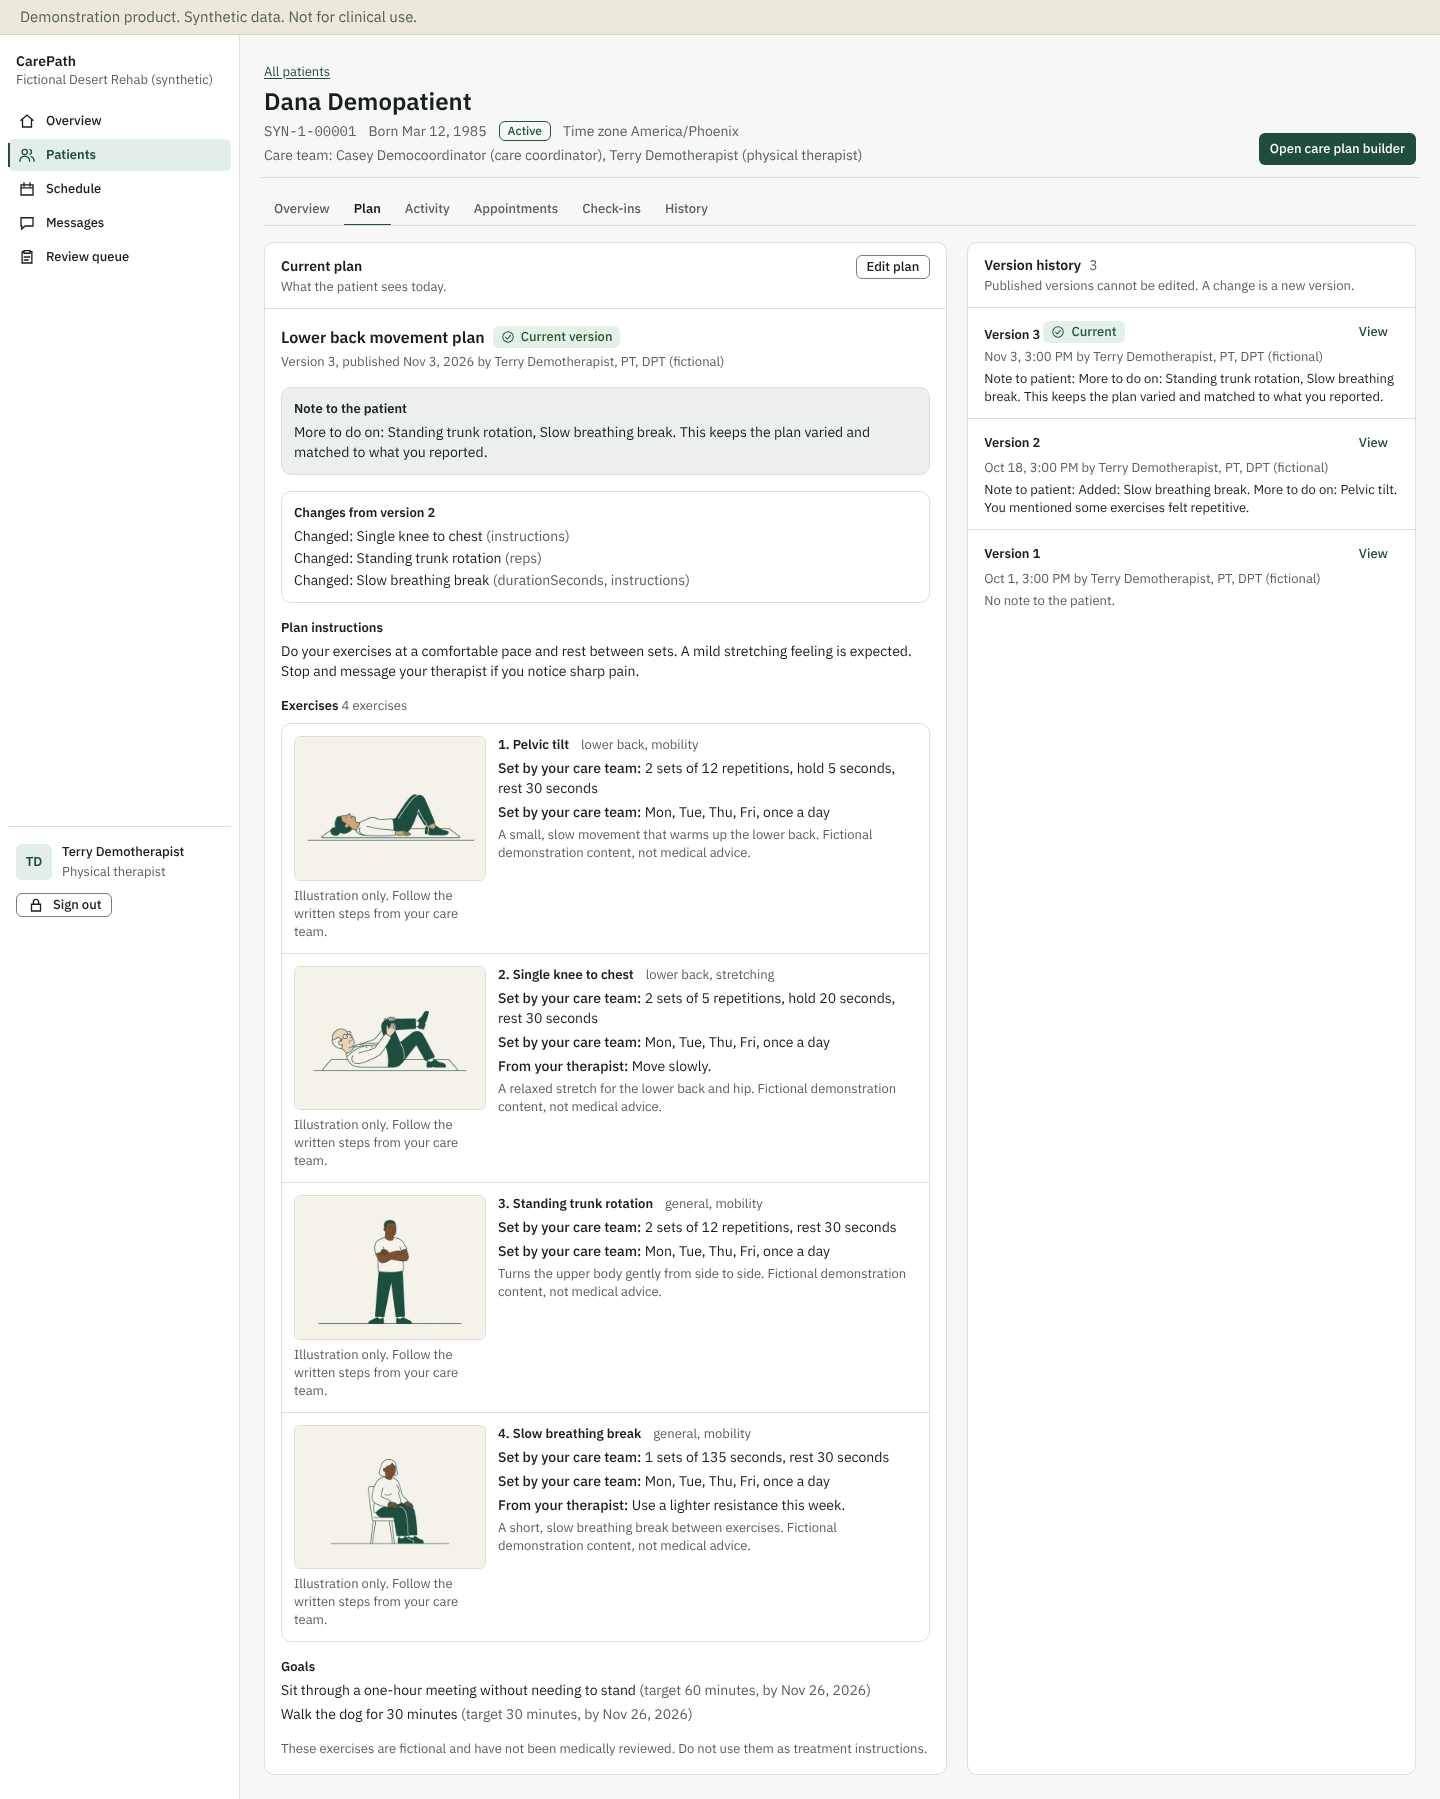 Demonstration product. Synthetic data. Not for clinical use.
CarePath
Fictional Desert Rehab (synthetic)
Overview
Patients
Schedule
Messages
Review queue
TD
Terry Demotherapist
Physical therapist
Sign out
All patients
Dana Demopatient
SYN-1-00001 Born Mar 12, 1985 Active Time zone America/Phoenix
Care team: Casey Democoordinator (care coordinator), Terry Demotherapist (physical therapist)
Open care plan builder
Overview Plan Activity Appointments Check-ins History
Current plan
What the patient sees today.
Edit plan
Lower back movement plan Current version
Version 3, published Nov 3, 2026 by Terry Demotherapist, PT, DPT (fictional)
Note to the patient
More to do on: Standing trunk rotation, Slow breathing break. This keeps the plan varied and
matched to what you reported.
Changes from version 2
Changed: Single knee to chest (instructions)
Changed: Standing trunk rotation (reps)
Changed: Slow breathing break (durationSeconds, instructions)
Plan instructions
Do your exercises at a comfortable pace and rest between sets. A mild stretching feeling is expected.
Stop and message your therapist if you notice sharp pain.
Exercises 4 exercises
Illustration only. Follow the
written steps from your care
team.
1. Pelvic tilt lower back, mobility
Set by your care team: 2 sets of 12 repetitions, hold 5 seconds,
rest 30 seconds
Set by your care team: Mon, Tue, Thu, Fri, once a day
A small, slow movement that warms up the lower back. Fictional
demonstration content, not medical advice.
Illustration only. Follow the
written steps from your care
team.
2. Single knee to chest lower back, stretching
Set by your care team: 2 sets of 5 repetitions, hold 20 seconds,
rest 30 seconds
Set by your care team: Mon, Tue, Thu, Fri, once a day
From your therapist: Move slowly.
A relaxed stretch for the lower back and hip. Fictional demonstration
content, not medical advice.
Illustration only. Follow the
written steps from your care
team.
3. Standing trunk rotation general, mobility
Set by your care team: 2 sets of 12 repetitions, rest 30 seconds
Set by your care team: Mon, Tue, Thu, Fri, once a day
Turns the upper body gently from side to side. Fictional demonstration
content, not medical advice.
Illustration only. Follow the
written steps from your care
team.
4. Slow breathing break general, mobility
Set by your care team: 1 sets of 135 seconds, rest 30 seconds
Set by your care team: Mon, Tue, Thu, Fri, once a day
From your therapist: Use a lighter resistance this week.
A short, slow breathing break between exercises. Fictional
demonstration content, not medical advice.
Goals
Sit through a one-hour meeting without needing to stand (target 60 minutes, by Nov 26, 2026)
Walk the dog for 30 minutes (target 30 minutes, by Nov 26, 2026)
These exercises are fictional and have not been medically reviewed. Do not use them as treatment instructions.
Version history 3
Published versions cannot be edited. A change is a new version.
Version 3 Current View
Nov 3, 3:00 PM by Terry Demotherapist, PT, DPT (fictional)
Note to patient: More to do on: Standing trunk rotation, Slow breathing
break. This keeps the plan varied and matched to what you reported.
Version 2 View
Oct 18, 3:00 PM by Terry Demotherapist, PT, DPT (fictional)
Note to patient: Added: Slow breathing break. More to do on: Pelvic tilt.
You mentioned some exercises felt repetitive.
Version 1 View
Oct 1, 3:00 PM by Terry Demotherapist, PT, DPT (fictional)
No note to the patient.